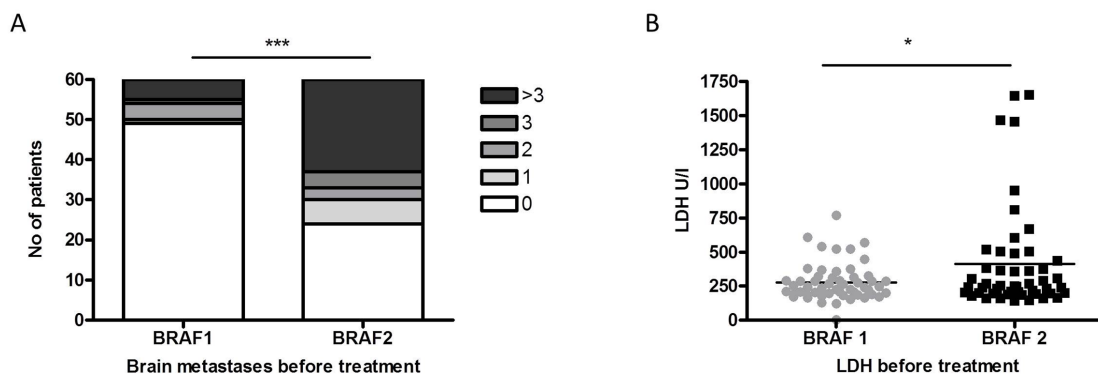 A
***
60
50
40
30
20
10
0
No of patients
BRAF1 BRAF2
Brain metastases before treatment
>3
3
2
1
0
B
*
1750
1500
1250
1000
750
500
250
0
LDH U/l
BRAF 1 BRAF 2
LDH before treatment